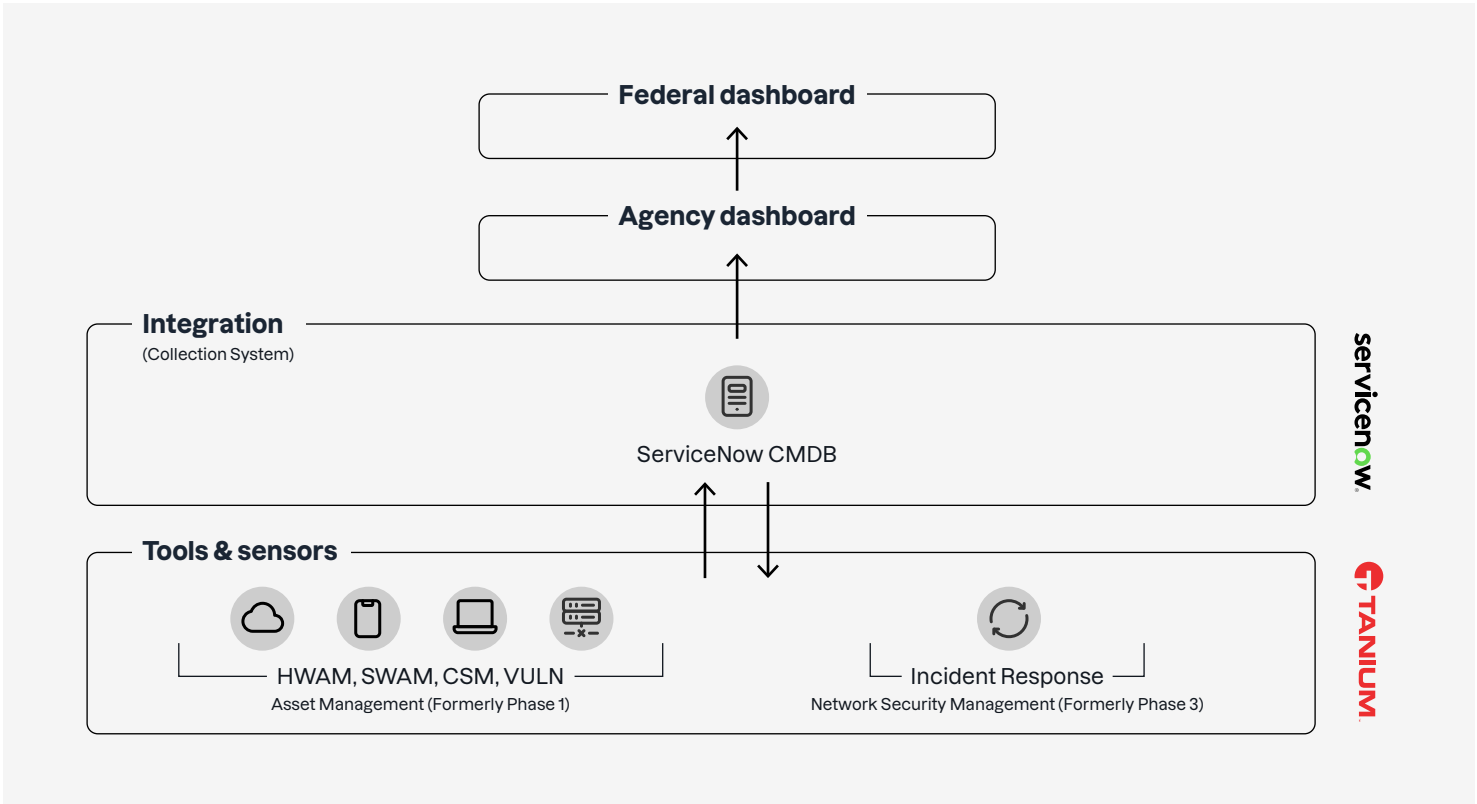 Federal dashboard
Agency dashboard
Integration
(Collection System)
ServiceNow CMDB
servicenow
Tools & sensors
HWAM, SWAM, CSM, VULN
Asset Management (Formerly Phase 1)
Incident Response
Network Security Management (Formerly Phase 3)
TANIUM